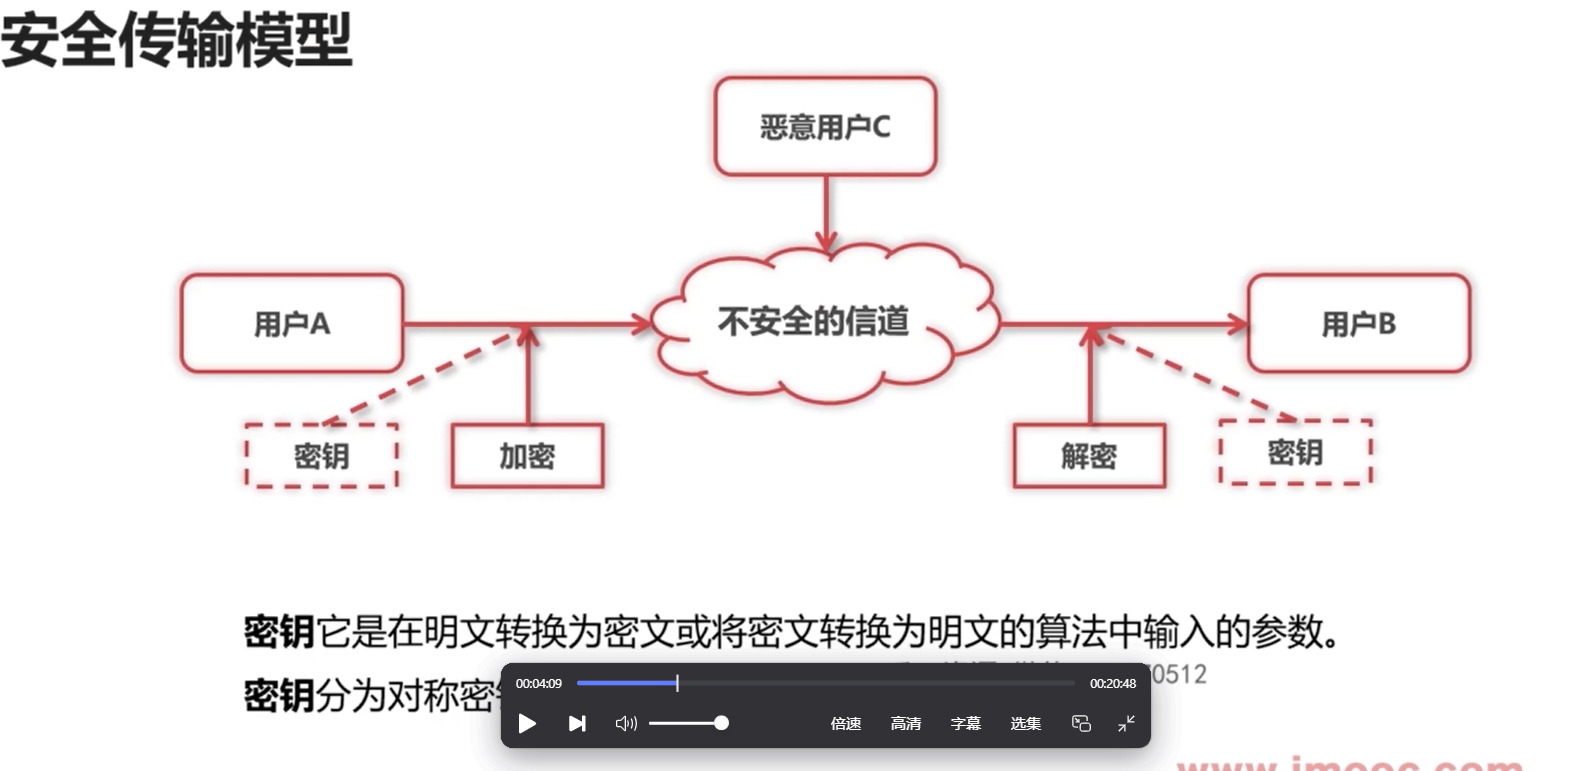 安全传输模型
恶意用户C
用户A
不安全的信道
用户B
密钥
加密
解密
密钥
密钥它是在明文转换为密文或将密文转换为明文的算法中输入的参数。
0512
密钥分为对称密
00:04:09
00:20:48
倍速
高清
字幕
选集
www.imooc.com